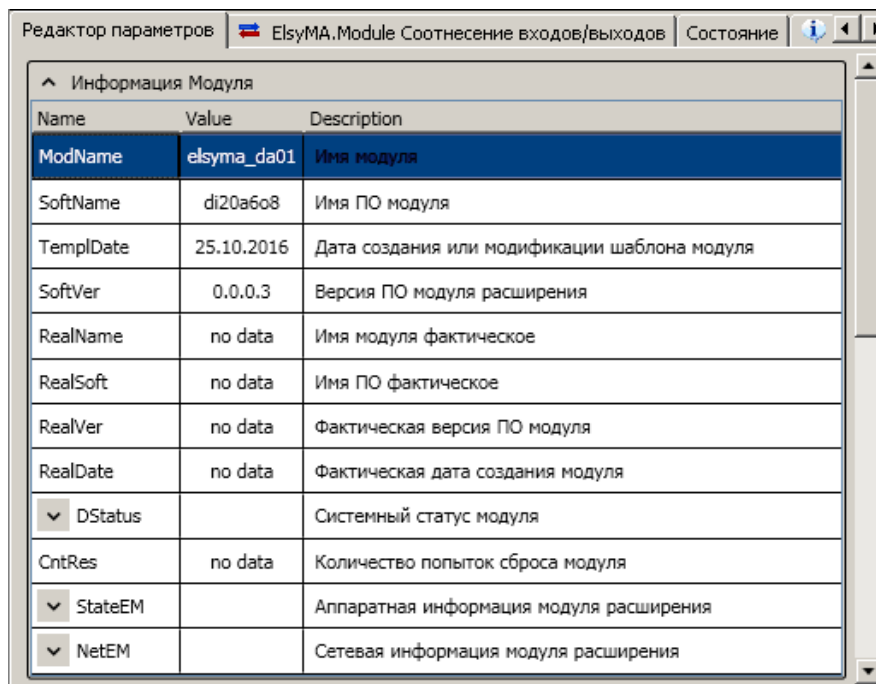 Редактор параметров ElsyMA.Module Соотнесение входов/выходов Состояние
Информация Модуля
Name Value Description
ModName elsyma_da01 Имя модуля
SoftName di20a6o8 Имя ПО модуля
TemplDate 25.10.2016 Дата создания или модификации шаблона модуля
SoftVer 0.0.0.3 Версия ПО модуля расширения
RealName no data Имя модуля фактическое
RealSoft no data Имя ПО фактическое
RealVer no data Фактическая версия ПО модуля
RealDate no data Фактическая дата создания модуля
DStatus Системный статус модуля
CntRes no data Количество попыток сброса модуля
StateEM Аппаратная информация модуля расширения
NetEM Сетевая информация модуля расширения